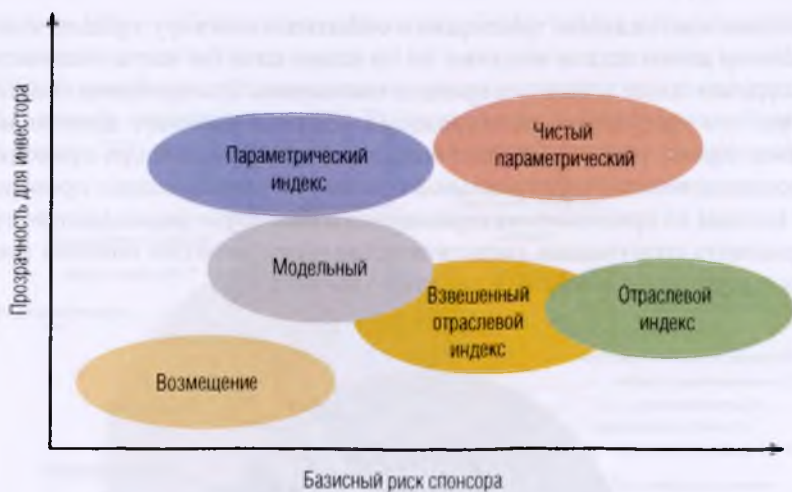 Прозрачность для инвестора
Параметрический
индекс
Чистый
параметрический
Модельный
Взвешенный
отраслевой
индекс
Отраслевой
индекс
Возмещение
Базисный риск спонсора